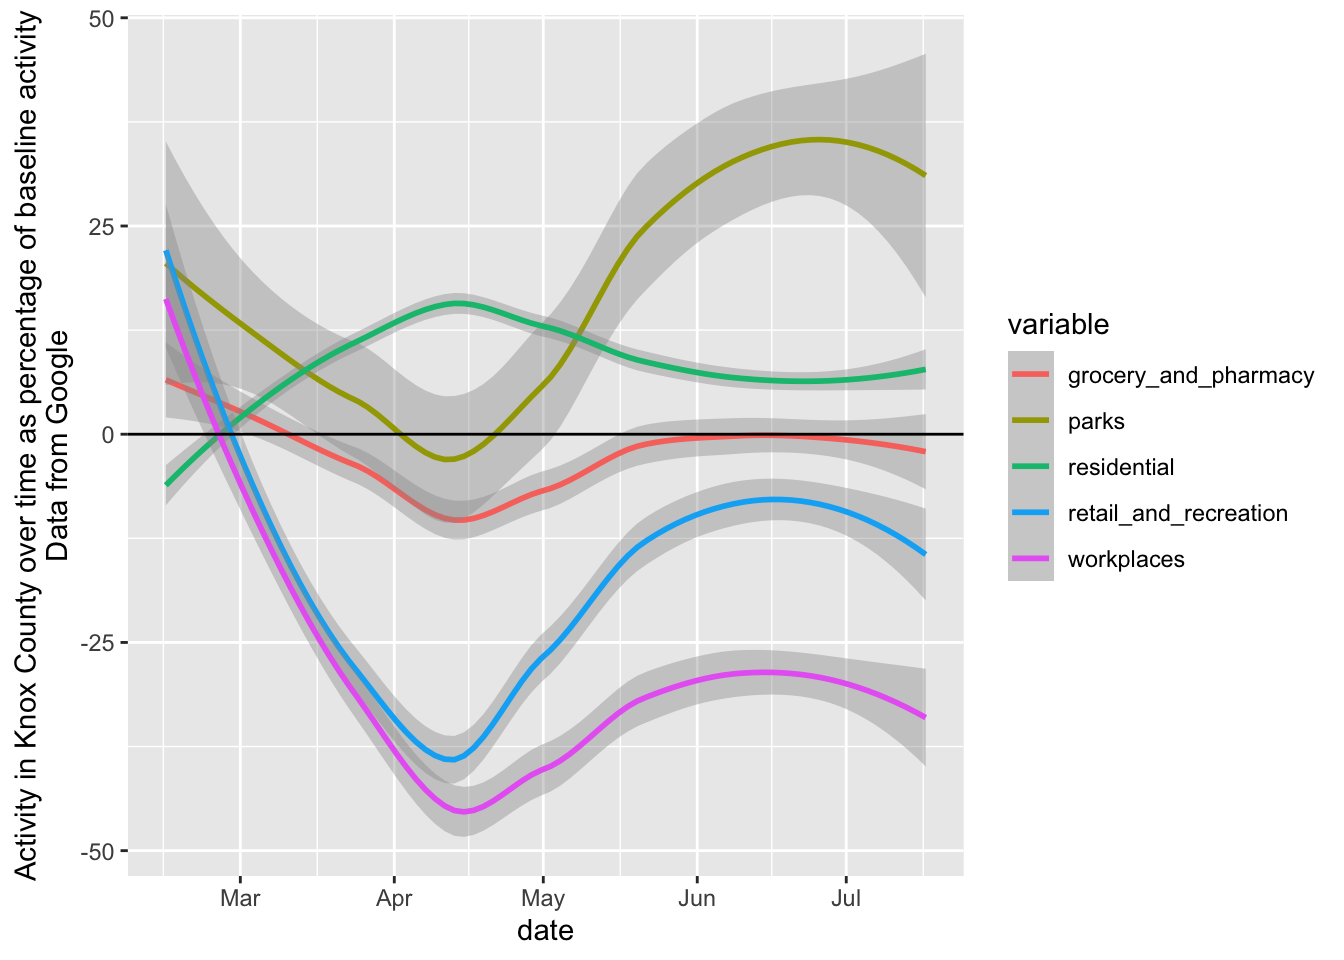 Activity in Knox County over time as percentage of baseline activity
Data from Google
50
25
0
-25
-50
Mar
Apr
May
Jun
Jul
date
variable
grocery_and_pharmacy
parks
residential
retail_and_recreation
workplaces